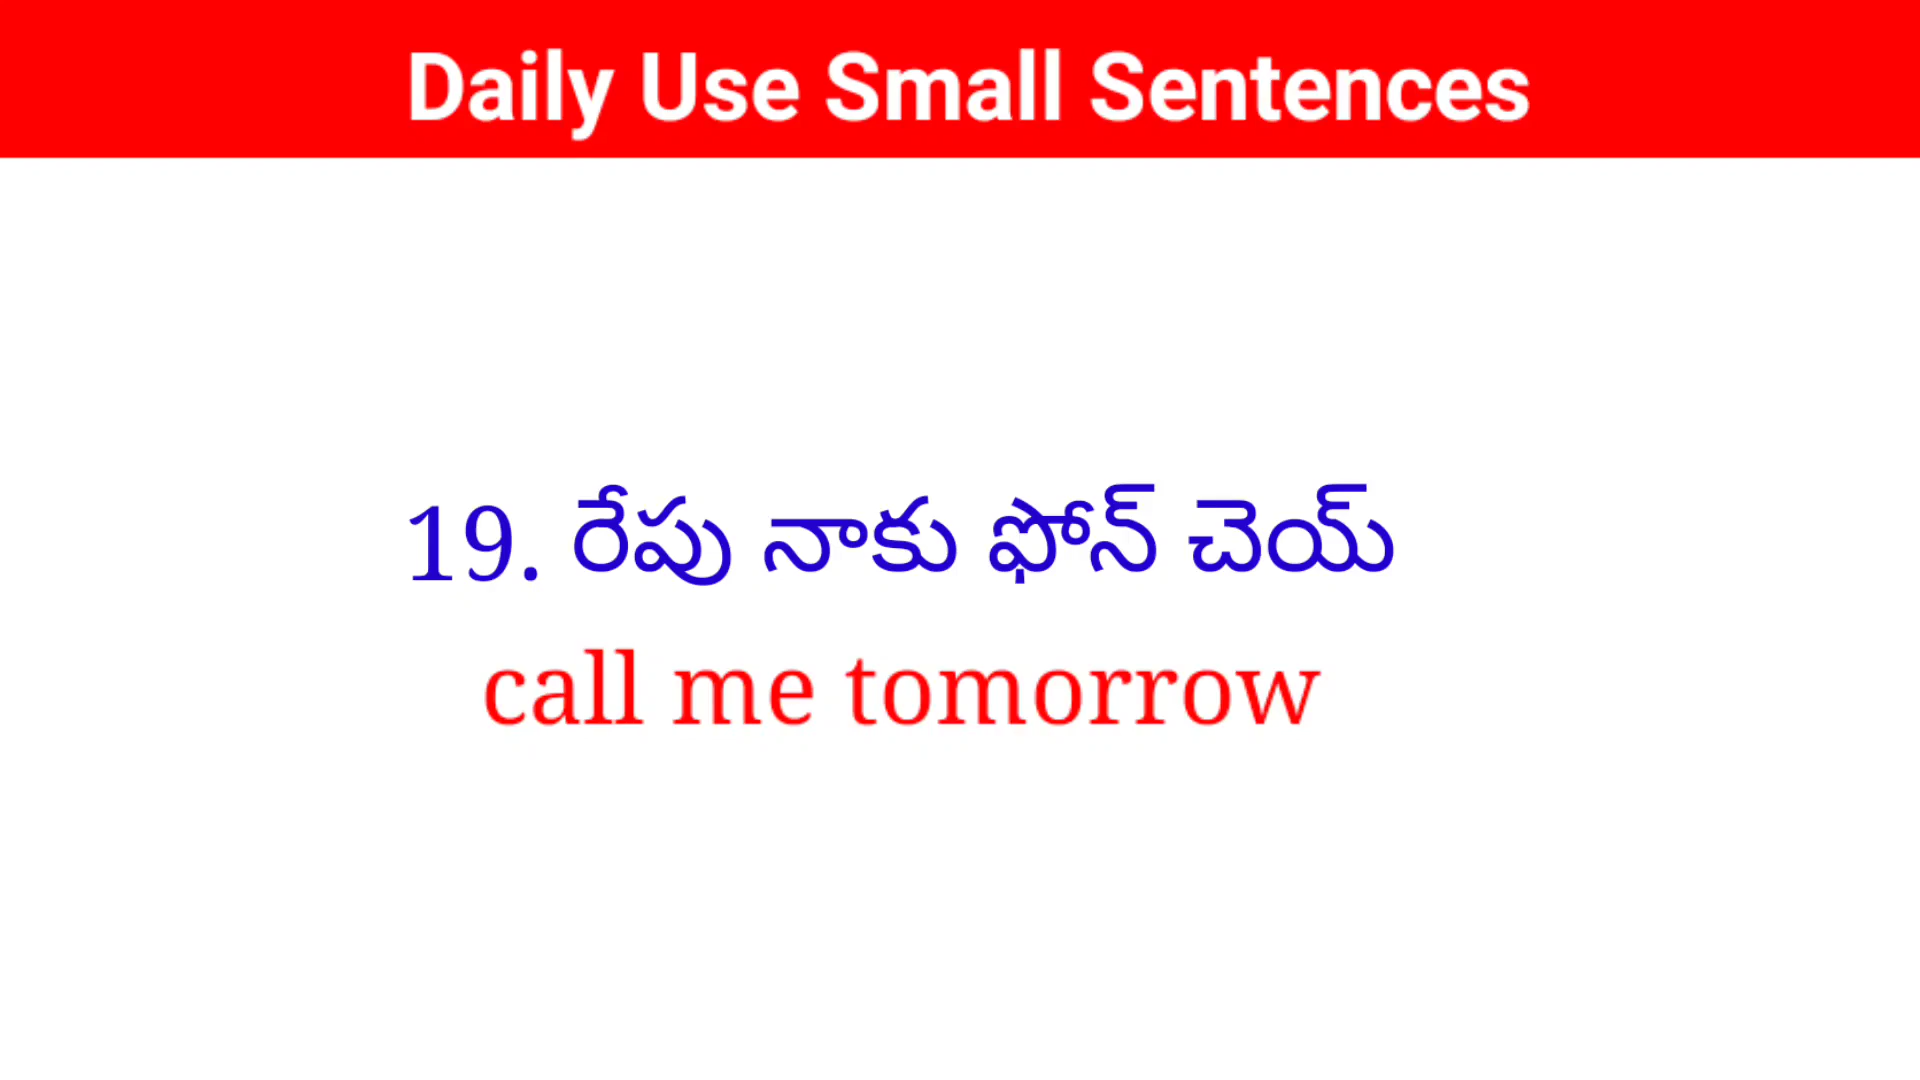 Daily Use Small Sentences
19. రేపు నాకు ఫోన్ చెయ్
call me tomorrow